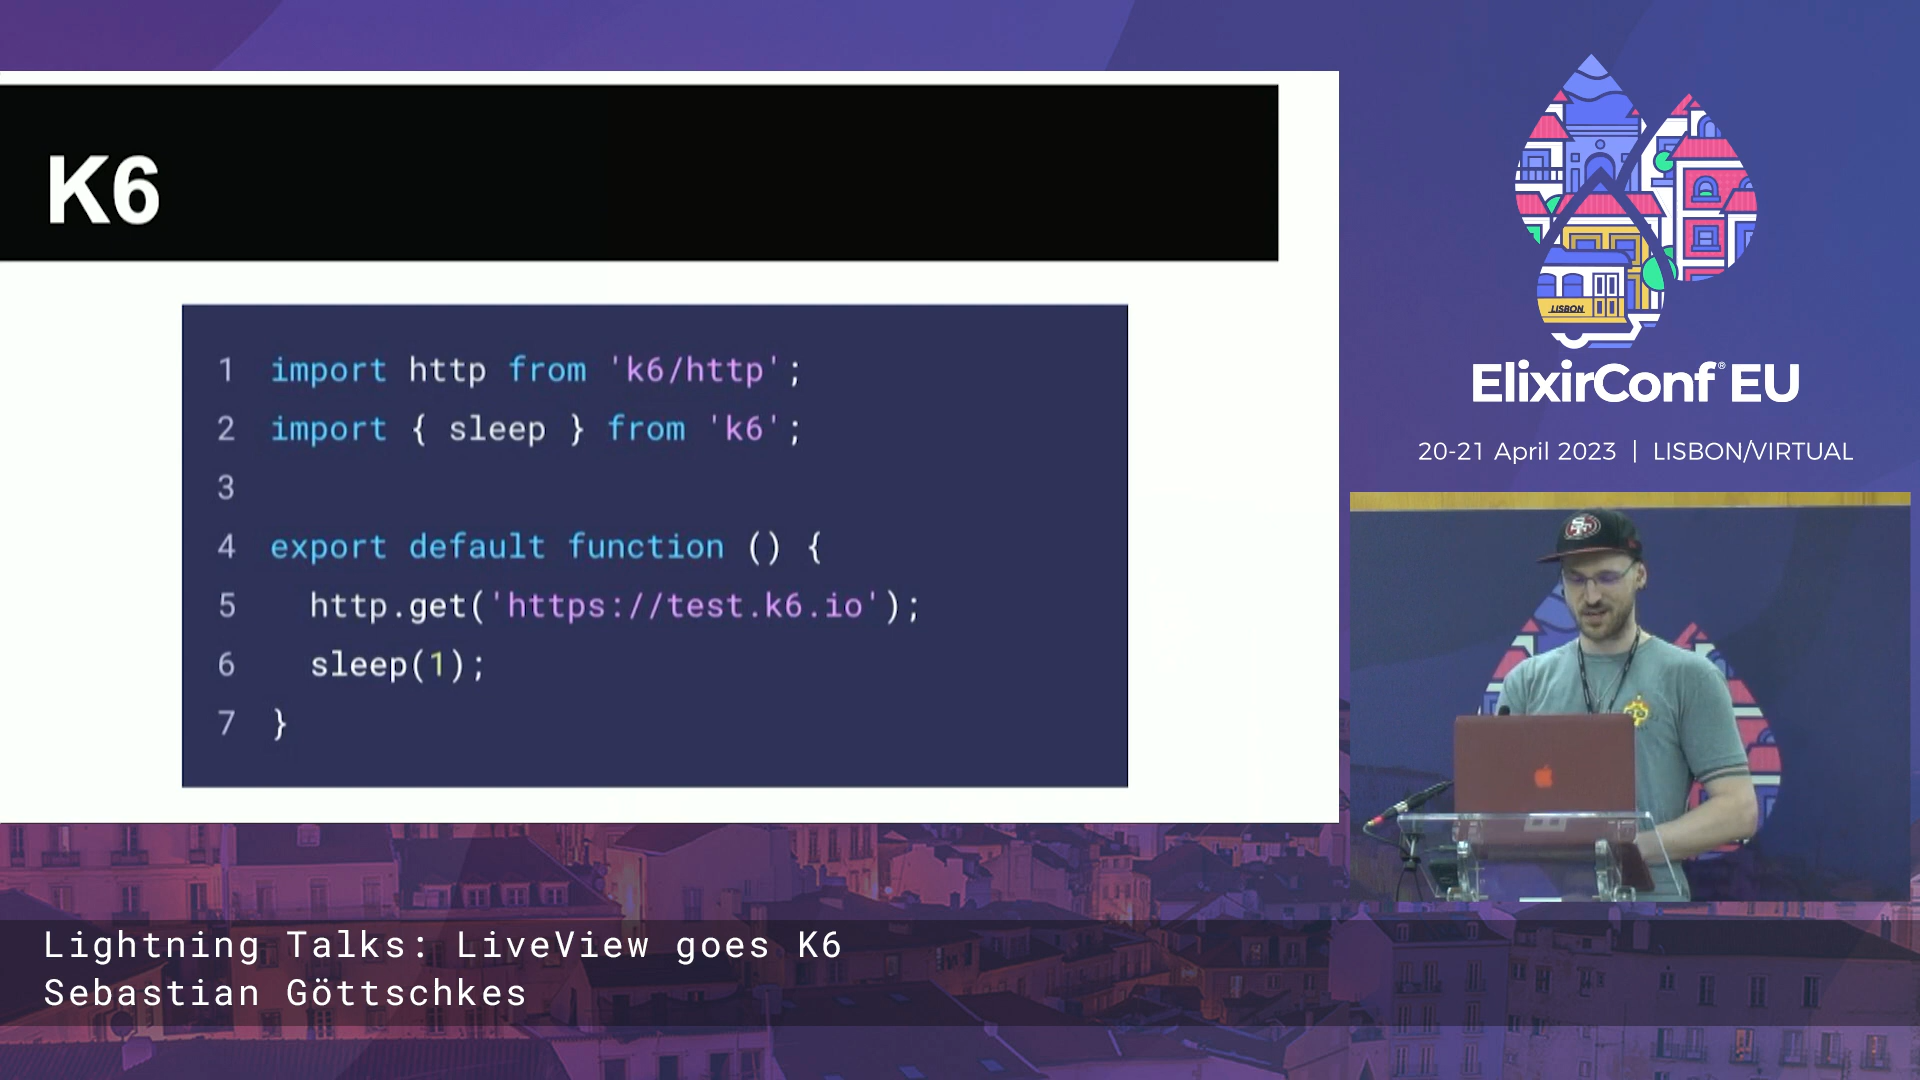 K6
1 import http from 'k6/http';
2 import { sleep } from 'k6';
3
4 export default function () {
5 http.get('https://test.k6.io');
6 sleep(1);
7 }
LISBON
ElixirConf® EU
20-21 April 2023 | LISBON/VIRTUAL
SF
Lightning Talks: LiveView goes K6
Sebastian Göttschkes